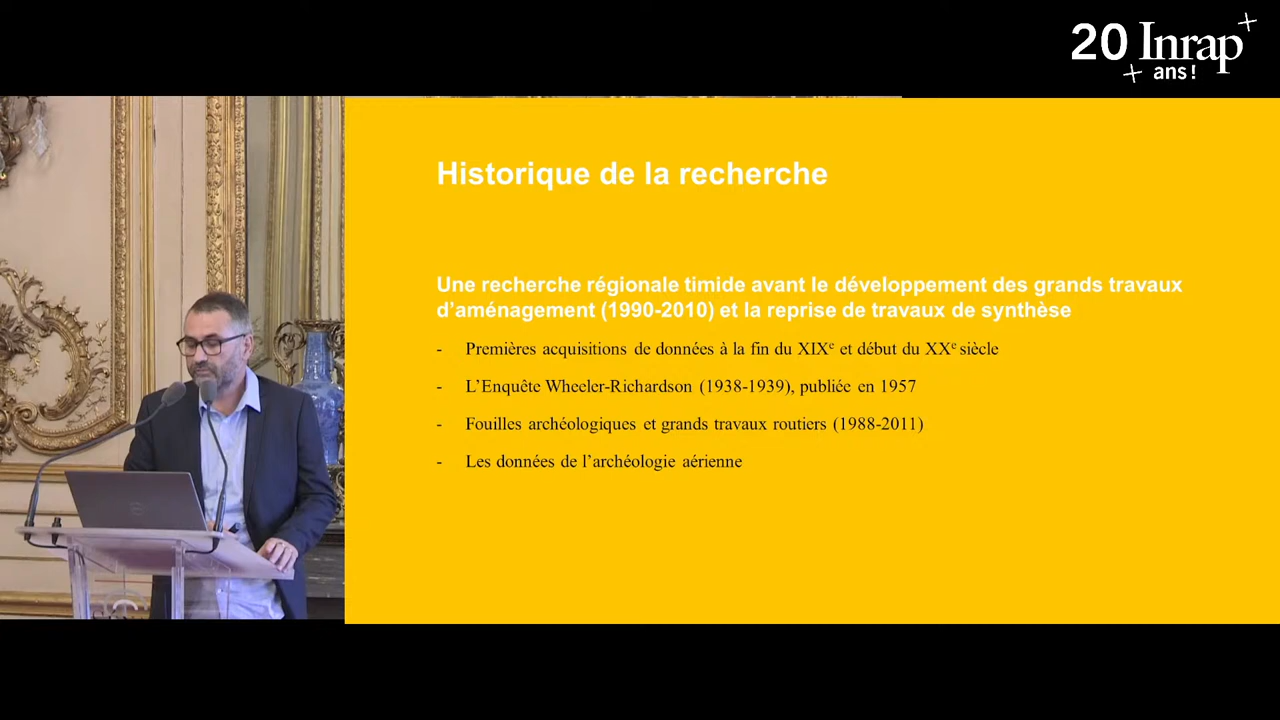 20 Inrap
ans !
Historique de la recherche
Une recherche régionale timide avant le développement des grands travaux
d'aménagement (1990-2010) et la reprise de travaux de synthèse
- Premières acquisitions de données à la fin du XIXe et début du XXe siècle
- L'Enquête Wheeler-Richardson (1938-1939), publiée en 1957
- Fouilles archéologiques et grands travaux routiers (1988-2011)
- Les données de l'archéologie aérienne